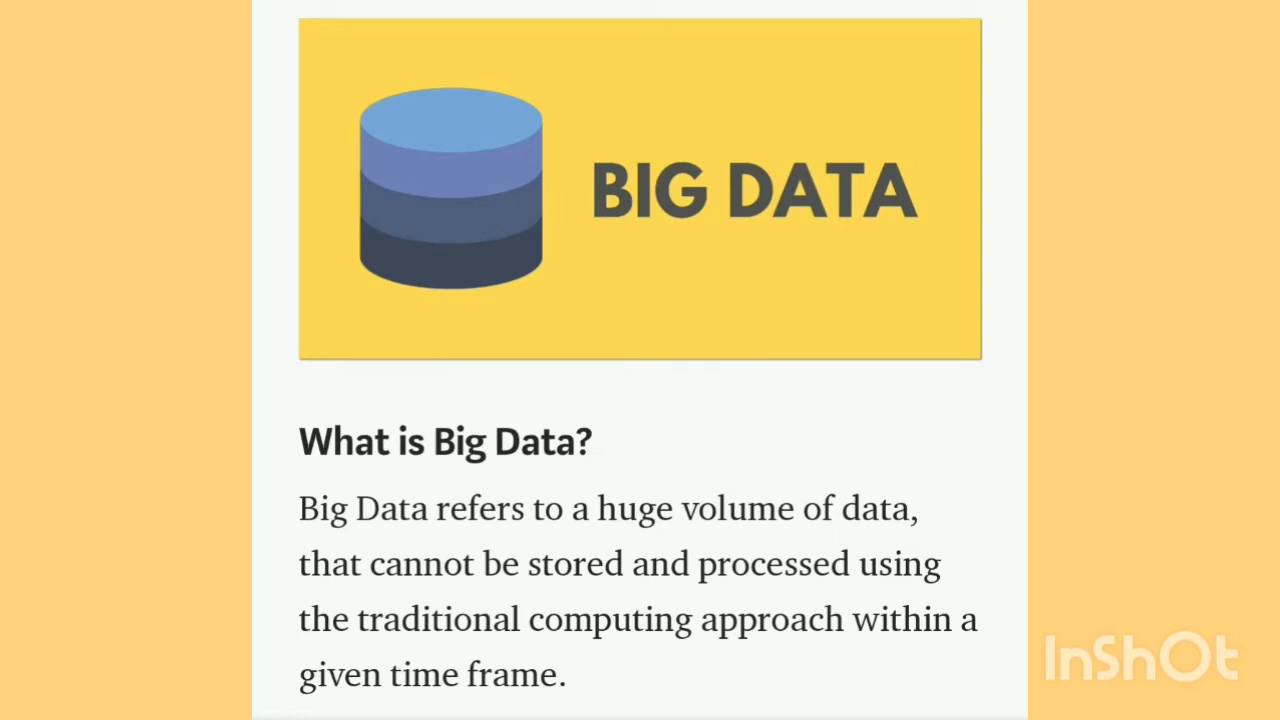 BIG DATA
What is Big Data?
Big Data refers to a huge volume of data,
that cannot be stored and processed using
the traditional computing approach within a
given time frame.
InShOt